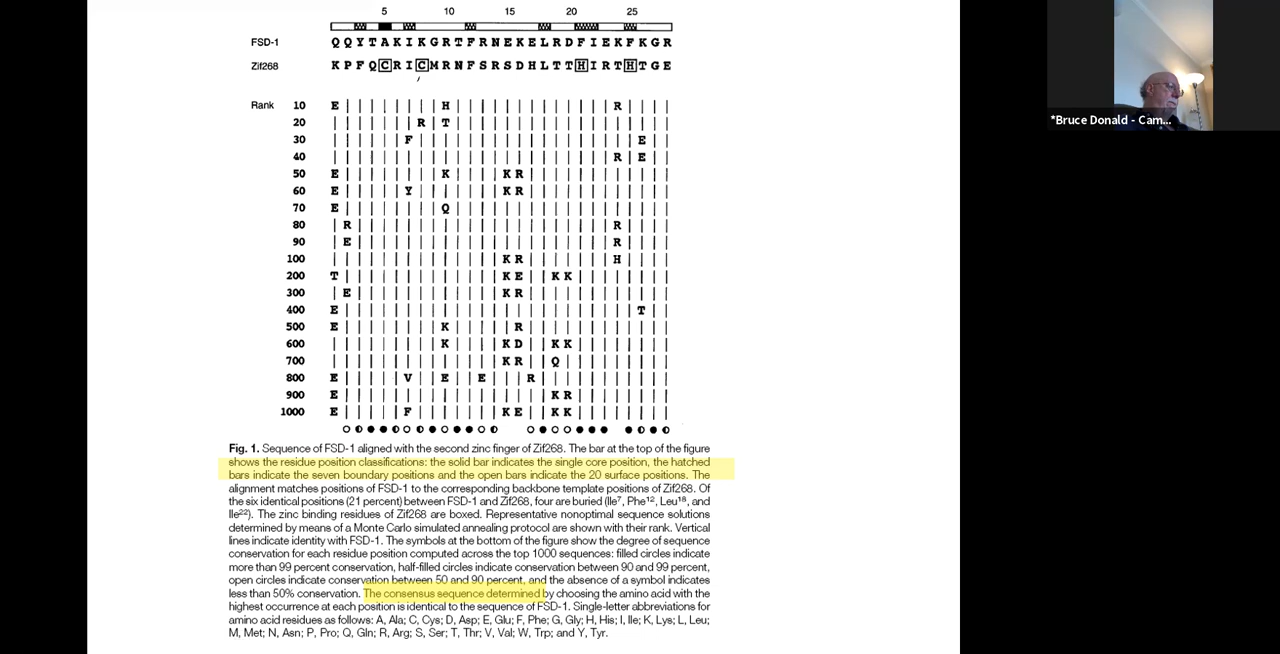 5 10 15 20 25
FSD-1 Q Q Y T A K I K G R T F R N E K E L R D F I E K F K G R
Zif268 K P F Q C R I C M R N F S R S D H L T T H I R T H T G E
Rank 10 E H R
20 R T
30 F E
40 R E
50 E K K R
60 E Y K R
70 E Q
80 R R
90 E R
100 K R H
200 T K E K K
300 E K R
400 E T
500 E K R
600 K K D K K
700 K R Q
800 E V E E R
900 E K R
1000 E F K E K K
Fig. 1. Sequence of FSD-1 aligned with the second zinc finger of Zif268. The bar at the top of the figure
shows the residue position classifications: the solid bar indicates the single core position, the hatched
bars indicate the seven boundary positions and the open bars indicate the 20 surface positions. The
alignment matches positions of FSD-1 to the corresponding backbone template positions of Zif268. Of
the six identical positions (21 percent) between FSD-1 and Zif268, four are buried (Ile⁷, Phe¹², Leu¹⁸, and
Ile²²). The zinc binding residues of Zif268 are boxed. Representative nonoptimal sequence solutions
determined by means of a Monte Carlo simulated annealing protocol are shown with their rank. Vertical
lines indicate identity with FSD-1. The symbols at the bottom of the figure show the degree of sequence
conservation for each residue position computed across the top 1000 sequences: filled circles indicate
more than 99 percent conservation, half-filled circles indicate conservation between 90 and 99 percent,
open circles indicate conservation between 50 and 90 percent, and the absence of a symbol indicates
less than 50% conservation. The consensus sequence determined by choosing the amino acid with the
highest occurrence at each position is identical to the sequence of FSD-1. Single-letter abbreviations for
amino acid residues as follows: A, Ala; C, Cys; D, Asp; E, Glu; F, Phe; G, Gly; H, His; I, Ile; K, Lys; L, Leu;
M, Met; N, Asn; P, Pro; Q, Gln; R, Arg; S, Ser; T, Thr; V, Val; W, Trp; and Y, Tyr.
*Bruce Donald - Cam...